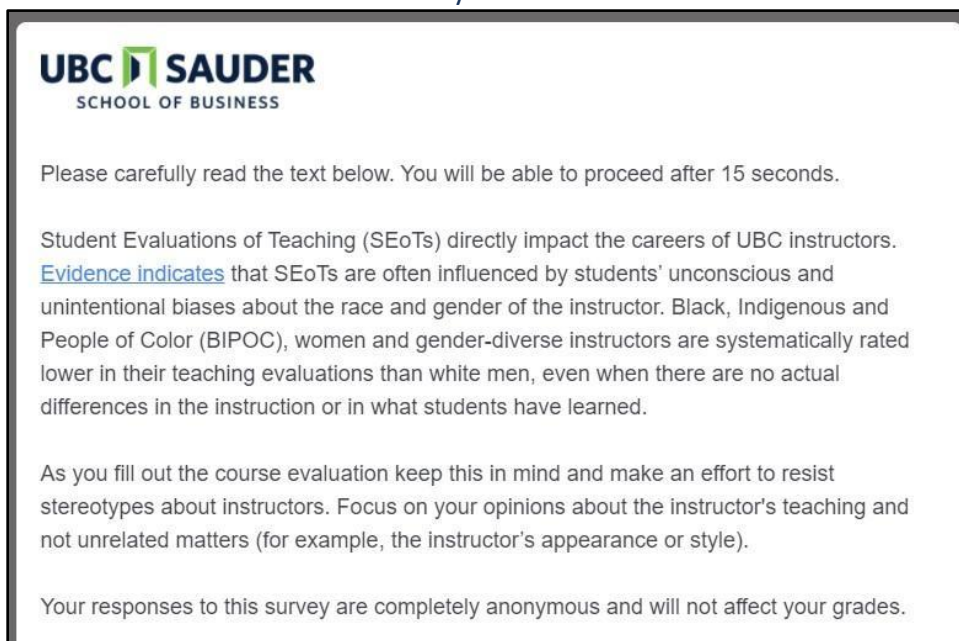 UBC SAUDER
SCHOOL OF BUSINESS
Please carefully read the text below. You will be able to proceed after 15 seconds.
Student Evaluations of Teaching (SEoTs) directly impact the careers of UBC instructors.
Evidence indicates that SEoTs are often influenced by students’ unconscious and
unintentional biases about the race and gender of the instructor. Black, Indigenous and
People of Color (BIPOC), women and gender-diverse instructors are systematically rated
lower in their teaching evaluations than white men, even when there are no actual
differences in the instruction or in what students have learned.
As you fill out the course evaluation keep this in mind and make an effort to resist
stereotypes about instructors. Focus on your opinions about the instructor's teaching and
not unrelated matters (for example, the instructor’s appearance or style).
Your responses to this survey are completely anonymous and will not affect your grades.